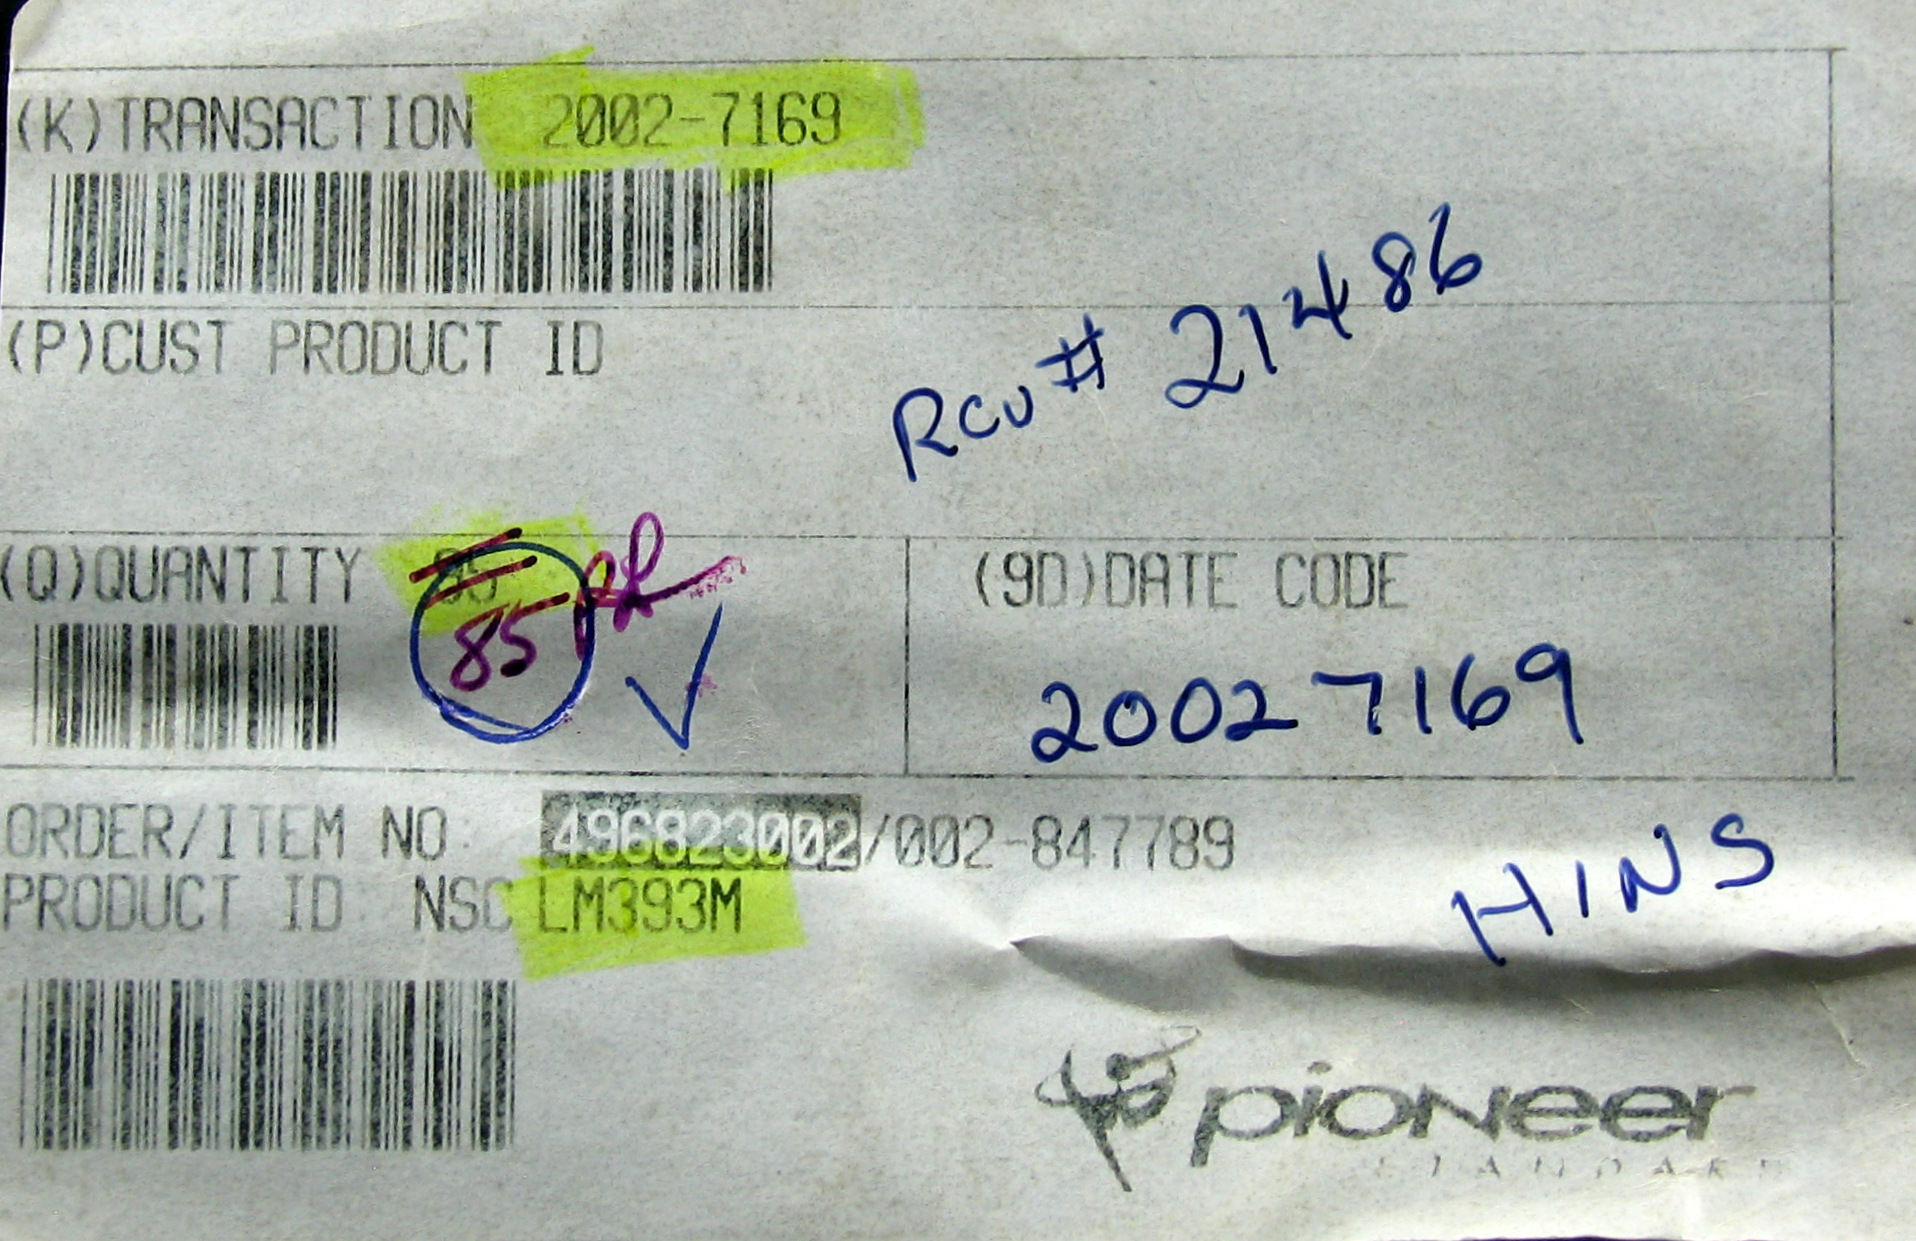 (K)TRANSACTION 2002-7169
(P)CUST PRODUCT ID
Rcv# 21486
(Q)QUANTITY
85
(9D)DATE CODE
20027169
ORDER/ITEM NO: 496823002/002-847789
PRODUCT ID: NSC LM393M
HINS
pioneer
STANDARD